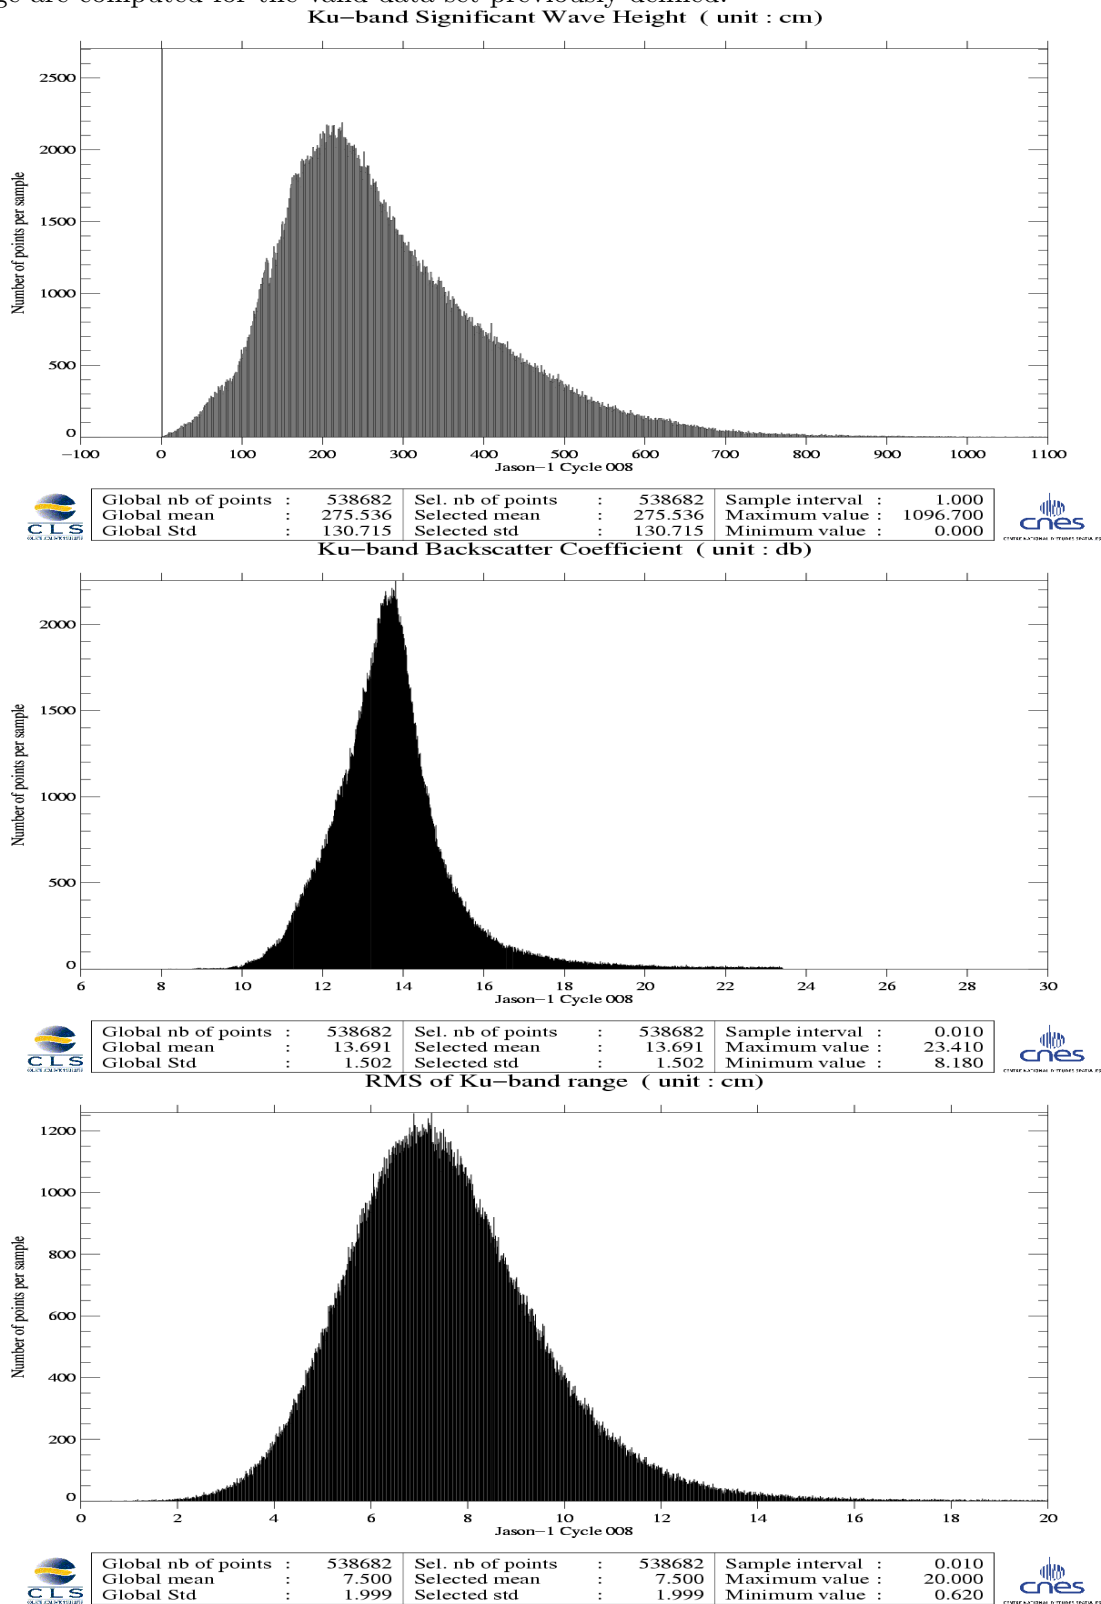 ge are computed for the valid data set previously defined.
Ku-band Significant Wave Height ( unit : cm)
Number of points per sample
2500
2000
1500
1000
500
0
-100 0 100 200 300 400 500 600 700 800 900 1000 1100
Jason-1 Cycle 008
CLS
Global nb of points : 538682 Sel. nb of points : 538682 Sample interval : 1.000
Global mean : 275.536 Selected mean : 275.536 Maximum value : 1096.700
Global Std : 130.715 Selected std : 130.715 Minimum value : 0.000
cnes
Ku-band Backscatter Coefficient ( unit : db)
Number of points per sample
2000
1500
1000
500
0
6 8 10 12 14 16 18 20 22 24 26 28 30
Jason-1 Cycle 008
CLS
Global nb of points : 538682 Sel. nb of points : 538682 Sample interval : 0.010
Global mean : 13.691 Selected mean : 13.691 Maximum value : 23.410
Global Std : 1.502 Selected std : 1.502 Minimum value : 8.180
cnes
RMS of Ku-band range ( unit : cm)
Number of points per sample
1200
1000
800
600
400
200
0
0 2 4 6 8 10 12 14 16 18 20
Jason-1 Cycle 008
CLS
Global nb of points : 538682 Sel. nb of points : 538682 Sample interval : 0.010
Global mean : 7.500 Selected mean : 7.500 Maximum value : 20.000
Global Std : 1.999 Selected std : 1.999 Minimum value : 0.620
cnes